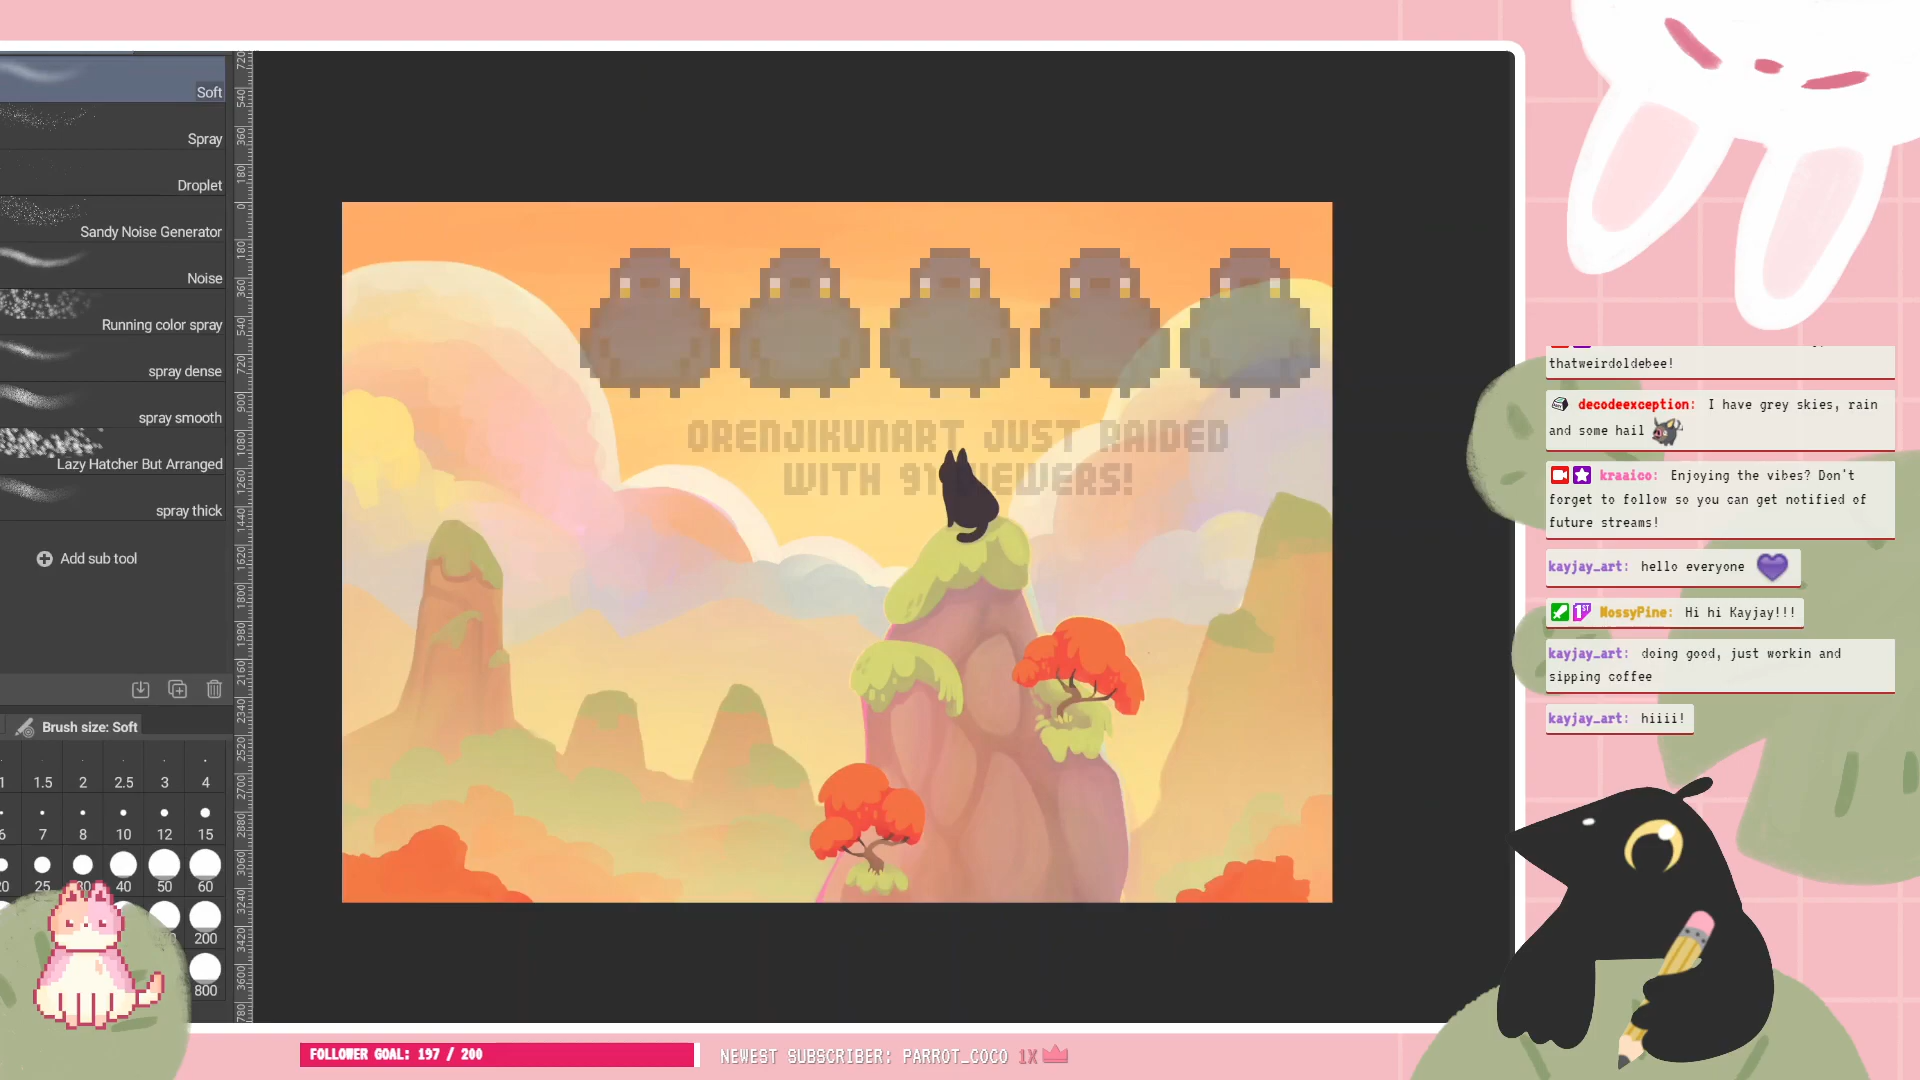 Soft
Spray
Droplet
Sandy Noise Generator
Noise
Running color spray
spray dense
spray smooth
Lazy Hatcher But Arranged
spray thick
Add sub tool
Brush size: Soft
1 1.5 2 2.5 3 4
6 7 8 10 12 15
20 25 30 40 50 60
200
800
ORENJIKUNART JUST RAIDED
WITH 91 VIEWERS!
thatweirdoldebee!
decodeexception: I have grey skies, rain
and some hail
kraaico: Enjoying the vibes? Don't
forget to follow so you can get notified of
future streams!
kayjay_art: hello everyone
1ST MossyPine: Hi hi Kayjay!!!
kayjay_art: doing good, just workin and
sipping coffee
kayjay_art: hiiii!
FOLLOWER GOAL: 197 / 200
NEWEST SUBSCRIBER: PARROT_COCO 1X